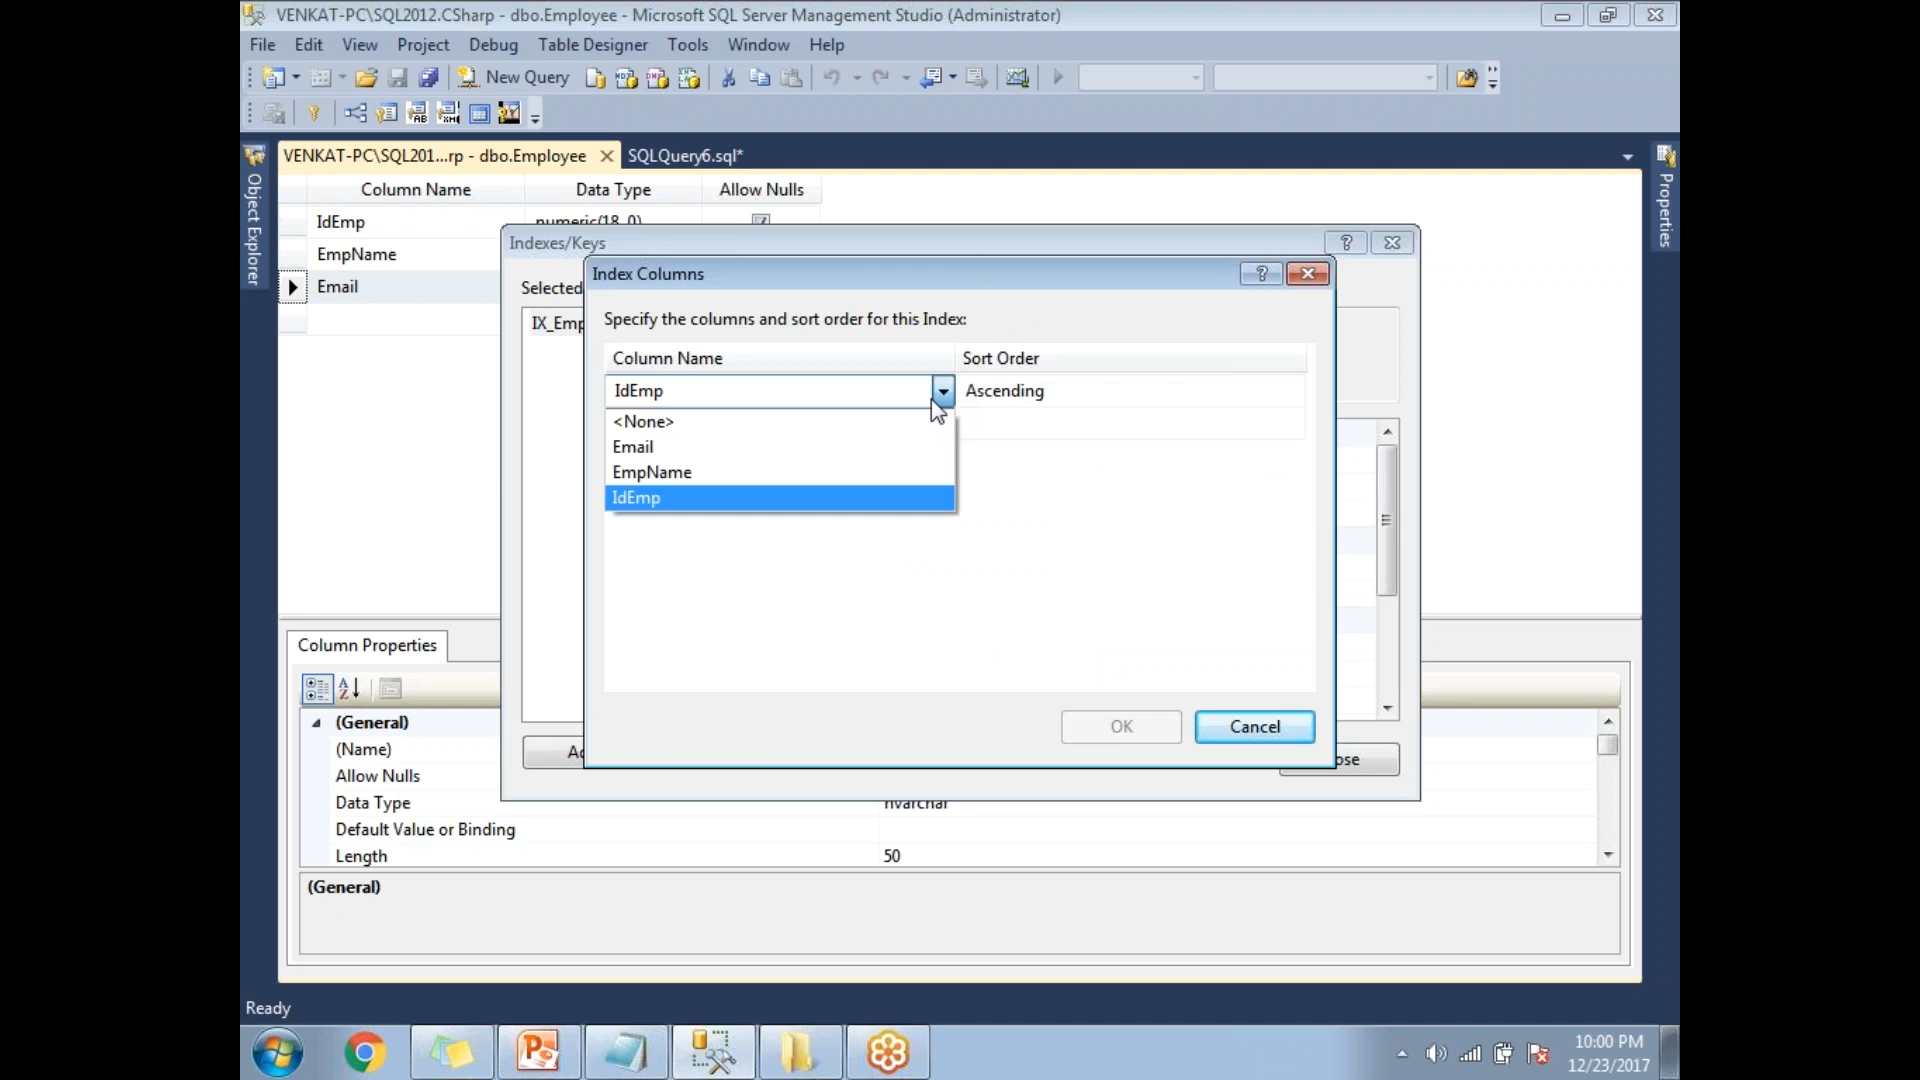 VENKAT-PC\SQL2012.CSharp - dbo.Employee - Microsoft SQL Server Management Studio (Administrator)
File Edit View Project Debug Table Designer Tools Window Help
New Query
VENKAT-PC\SQL201...rp - dbo.Employee SQLQuery6.sql*
Object Explorer
Properties
Column Name Data Type Allow Nulls
IdEmp numeric(18, 0)
EmpName
Email
Indexes/Keys
Selected
IX_Emp
Index Columns
Specify the columns and sort order for this Index:
Column Name Sort Order
IdEmp Ascending
<None>
Email
EmpName
IdEmp
OK Cancel
Column Properties
(General)
(Name)
Allow Nulls
Data Type nvarchar
Default Value or Binding
Length 50
(General)
Ready
10:00 PM
12/23/2017